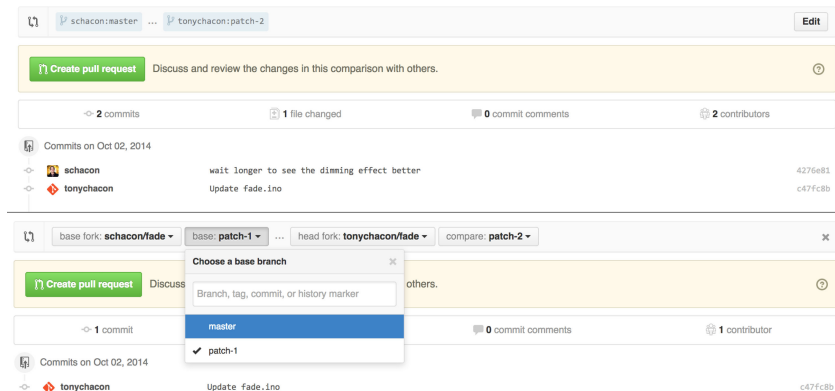 schacon:master ... tonychacon:patch-2 Edit
Create pull request Discuss and review the changes in this comparison with others.
2 commits 1 file changed 0 commit comments 2 contributors
Commits on Oct 02, 2014
schacon wait longer to see the dimming effect better 4276e81
tonychacon Update fade.ino c47fc8b
base fork: schacon/fade base: patch-1 ... head fork: tonychacon/fade compare: patch-2
Choose a base branch
Create pull request Discuss others.
Branch, tag, commit, or history marker
1 commit master 0 commit comments 1 contributor
patch-1
Commits on Oct 02, 2014
tonychacon Update fade.ino c47fc8b